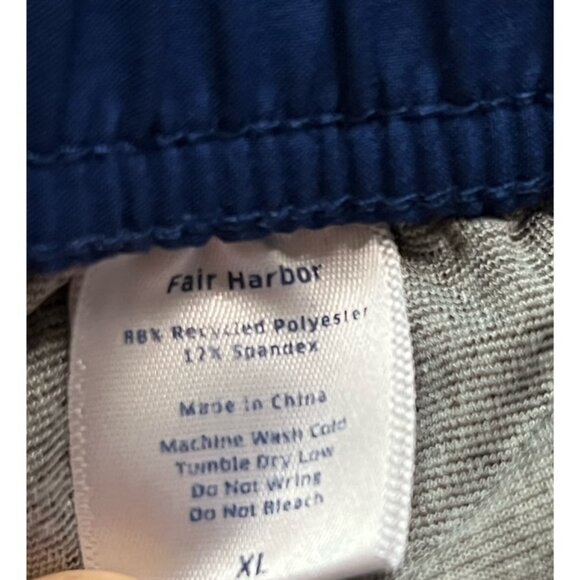 Fair Harbor
88% Recycled Polyester
12% Spandex
Made in China
Machine Wash Cold
Tumble Dry Low
Do Not Wring
Do Not Bleach
XL